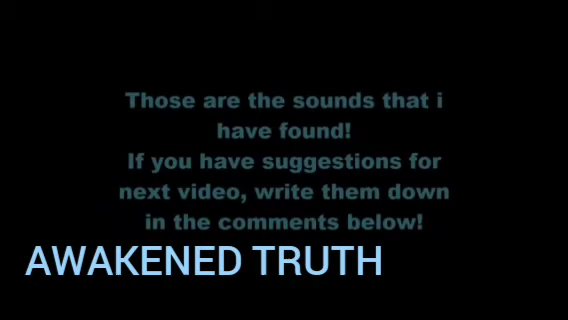 Those are the sounds that i
have found!
If you have suggestions for
next video, write them down
in the comments below!
AWAKENED TRUTH